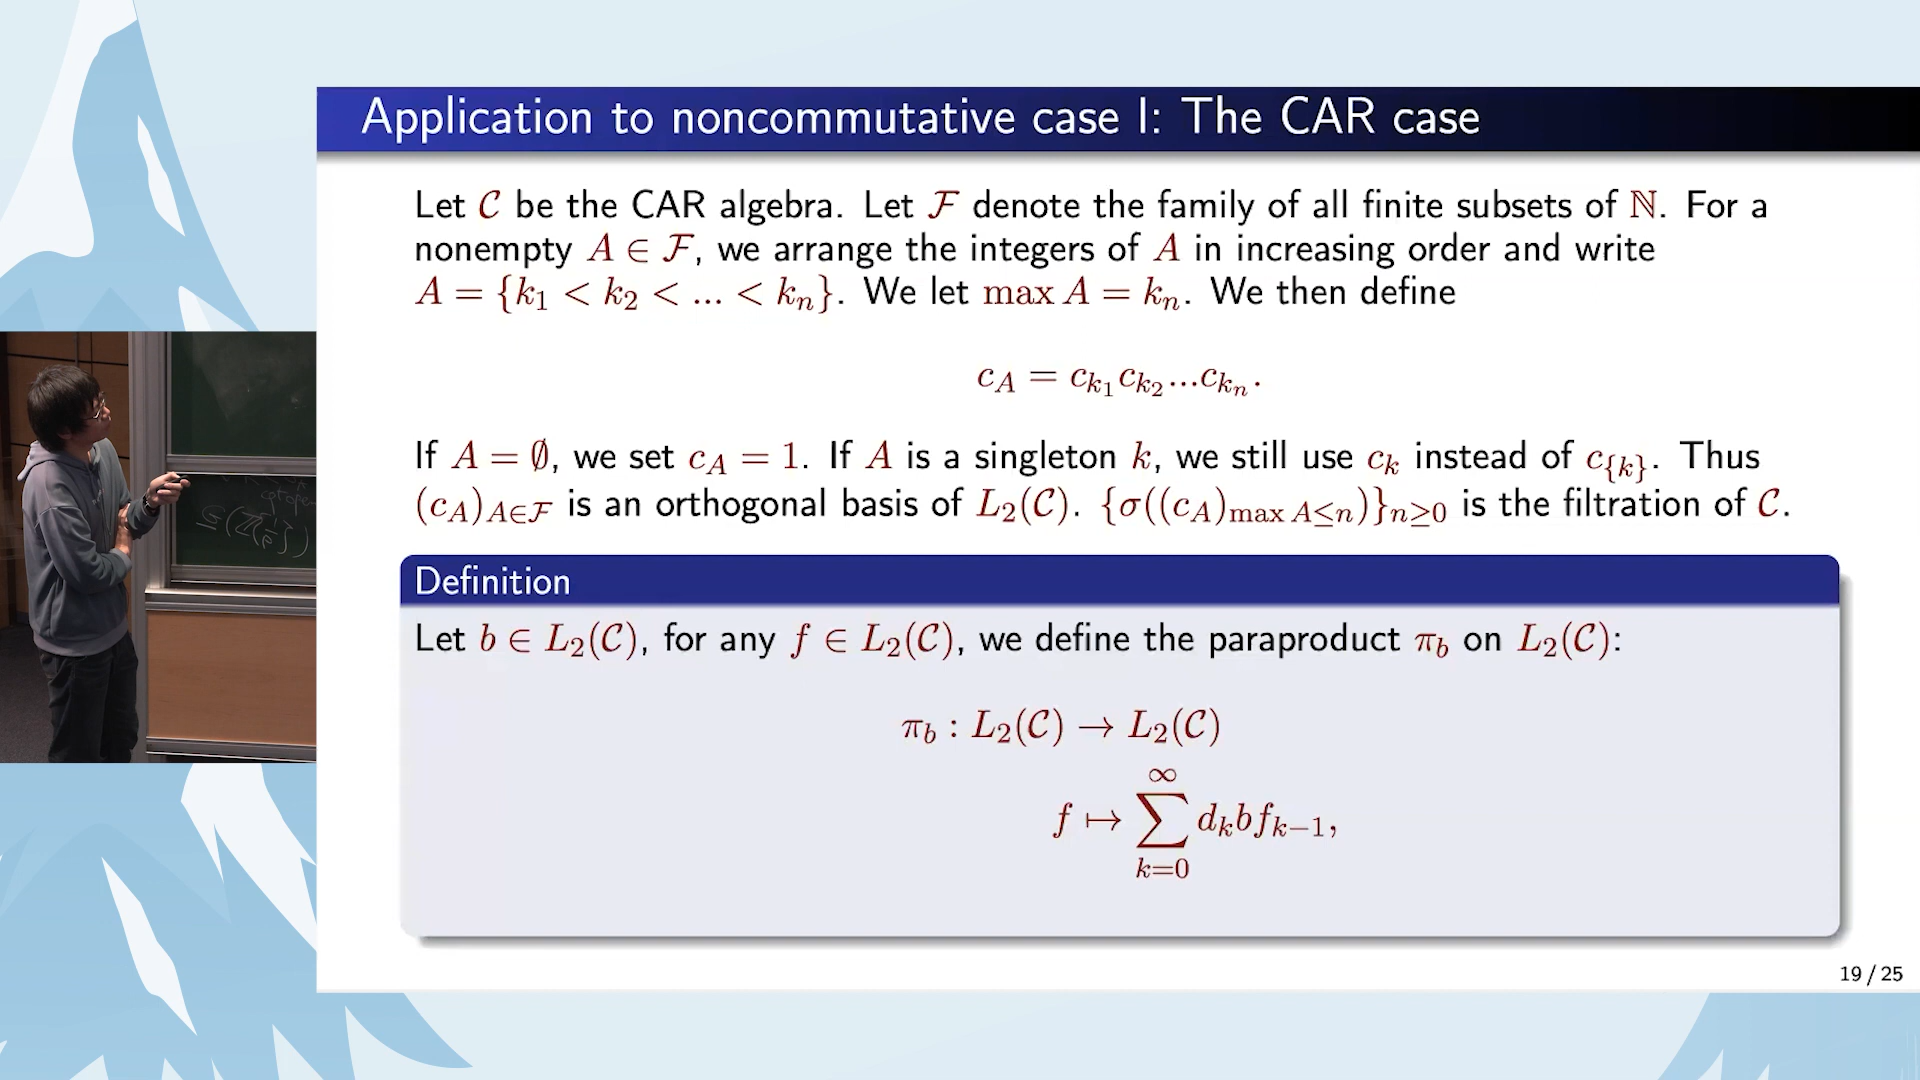 Application to noncommutative case I: The CAR case
Let 𝒞 be the CAR algebra. Let ℱ denote the family of all finite subsets of ℕ. For a
nonempty A ∈ ℱ, we arrange the integers of A in increasing order and write
A = {k₁ < k₂ < ... < kₙ}. We let max A = kₙ. We then define
c_A = c_{k₁}c_{k₂}...c_{kₙ}.
If A = ∅, we set c_A = 1. If A is a singleton k, we still use c_k instead of c_{{k}}. Thus
(c_A)_{A∈ℱ} is an orthogonal basis of L₂(𝒞). {σ((c_A)_{max A≤n})}_{n≥0} is the filtration of 𝒞.
Definition
Let b ∈ L₂(𝒞), for any f ∈ L₂(𝒞), we define the paraproduct π_b on L₂(𝒞):
π_b : L₂(𝒞) → L₂(𝒞)
f ↦ ∑_{k=0}^{∞} d_k b f_{k−1},
19 / 25